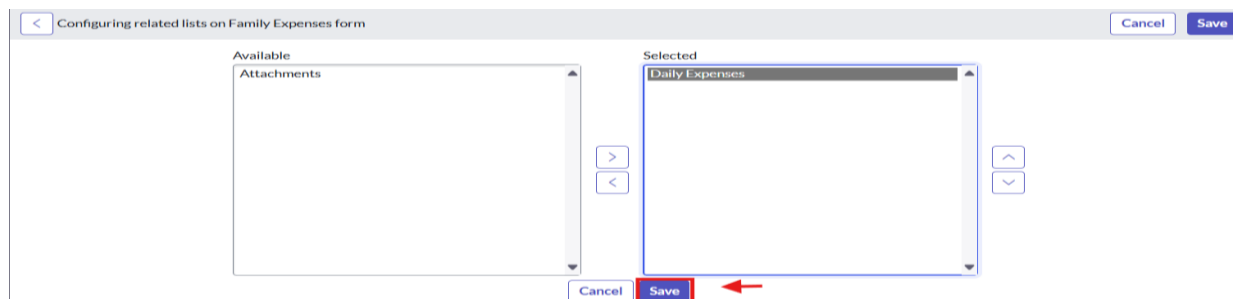 < Configuring related lists on Family Expenses form Cancel Save
Available Selected
Attachments Daily Expenses
>
<
Cancel Save